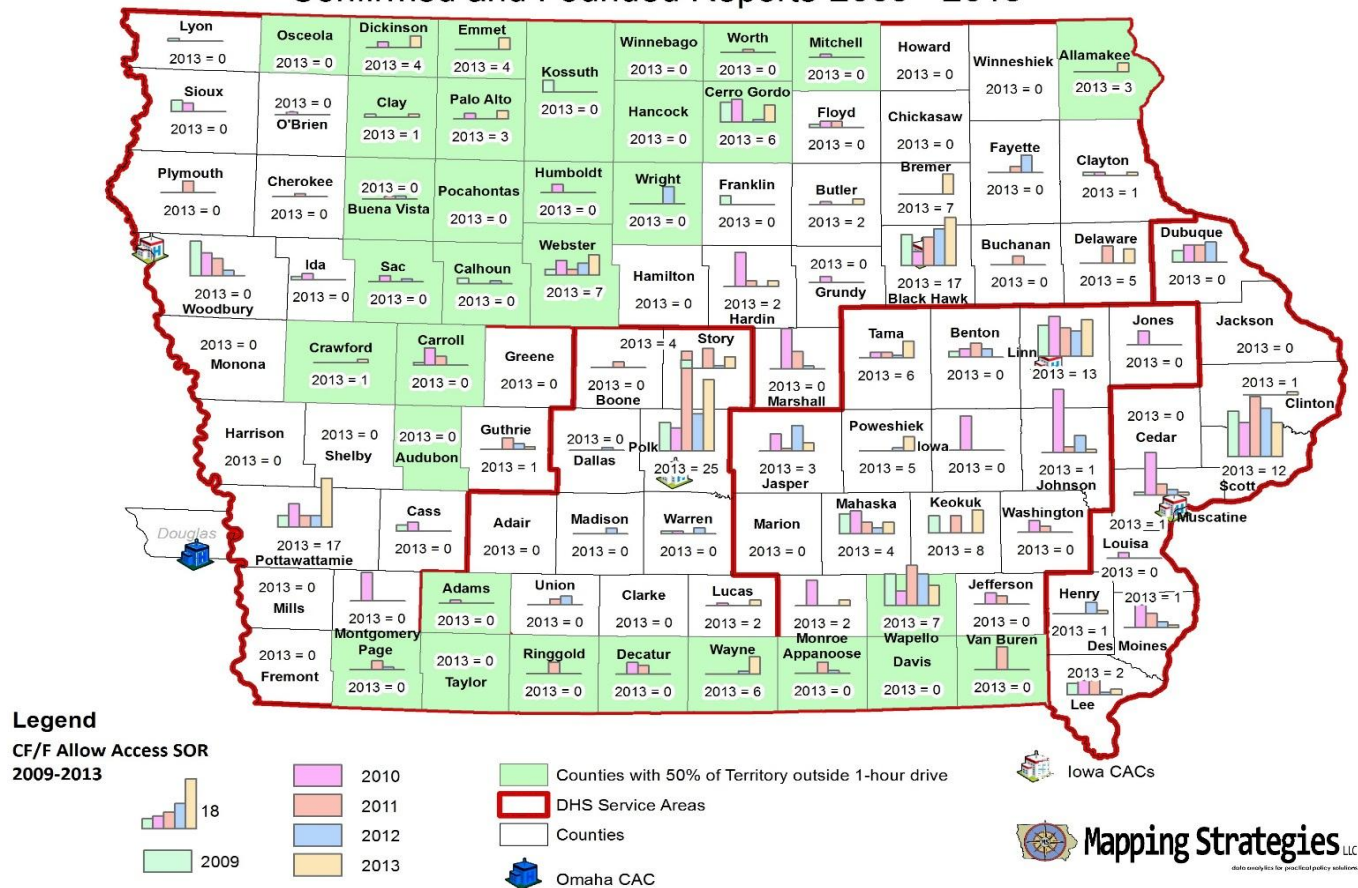 Confirmed and Founded Reports 2009 - 2013
Lyon
2013 = 0
Osceola
2013 = 0
Dickinson
2013 = 4
Emmet
2013 = 4
Kossuth
2013 = 0
Winnebago
2013 = 0
Worth
2013 = 0
Mitchell
2013 = 0
Howard
2013 = 0
Winneshiek
2013 = 0
Allamakee
2013 = 3
Sioux
2013 = 0
2013 = 0
O'Brien
Clay
2013 = 1
Palo Alto
2013 = 3
Hancock
2013 = 0
Cerro Gordo
2013 = 6
Floyd
2013 = 0
Chickasaw
2013 = 0
Fayette
2013 = 0
Clayton
2013 = 1
Plymouth
2013 = 0
Cherokee
2013 = 0
2013 = 0
Buena Vista
Pocahontas
2013 = 0
Humboldt
2013 = 0
Wright
2013 = 0
Franklin
2013 = 0
Butler
2013 = 2
Bremer
2013 = 7
2013 = 0
Woodbury
Ida
2013 = 0
Sac
2013 = 0
Calhoun
2013 = 0
Webster
2013 = 7
Hamilton
2013 = 0
2013 = 2
Hardin
2013 = 0
Grundy
2013 = 17
Black Hawk
Buchanan
2013 = 0
Delaware
2013 = 5
Dubuque
2013 = 0
2013 = 0
Monona
Crawford
2013 = 1
Carroll
2013 = 0
Greene
2013 = 0
2013 = 0
Boone
2013 = 4
Story
2013 = 0
Marshall
Tama
2013 = 6
Benton
2013 = 0
Linn
2013 = 13
Jones
2013 = 0
Jackson
2013 = 0
2013 = 1
Clinton
Harrison
2013 = 0
2013 = 0
Shelby
2013 = 0
Audubon
Guthrie
2013 = 1
2013 = 0
Dallas
Polk
2013 = 25
2013 = 3
Jasper
Poweshiek
2013 = 5
Iowa
2013 = 0
2013 = 1
Johnson
2013 = 0
Cedar
2013 = 12
Scott
Douglas
2013 = 17
Pottawattamie
Cass
2013 = 0
Adair
2013 = 0
Madison
2013 = 0
Warren
2013 = 0
Marion
2013 = 0
Mahaska
2013 = 4
Keokuk
2013 = 8
Washington
2013 = 0
2013 = 1
Muscatine
Louisa
2013 = 0
2013 = 0
Mills
2013 = 0
Montgomery
Adams
2013 = 0
Union
2013 = 0
Clarke
2013 = 0
Lucas
2013 = 2
2013 = 2
Monroe
2013 = 7
Wapello
Jefferson
2013 = 0
Henry
2013 = 1
2013 = 1
Des Moines
2013 = 0
Fremont
Page
2013 = 0
2013 = 0
Taylor
Ringgold
2013 = 0
Decatur
2013 = 0
Wayne
2013 = 6
Appanoose
2013 = 0
Davis
2013 = 0
Van Buren
2013 = 0
2013 = 2
Lee
Legend
CF/F Allow Access SOR
2009-2013
18
2009
2010
2011
2012
2013
Counties with 50% of Territory outside 1-hour drive
DHS Service Areas
Counties
Omaha CAC
Iowa CACs
Mapping Strategies LLC
data analytics for practical policy solutions